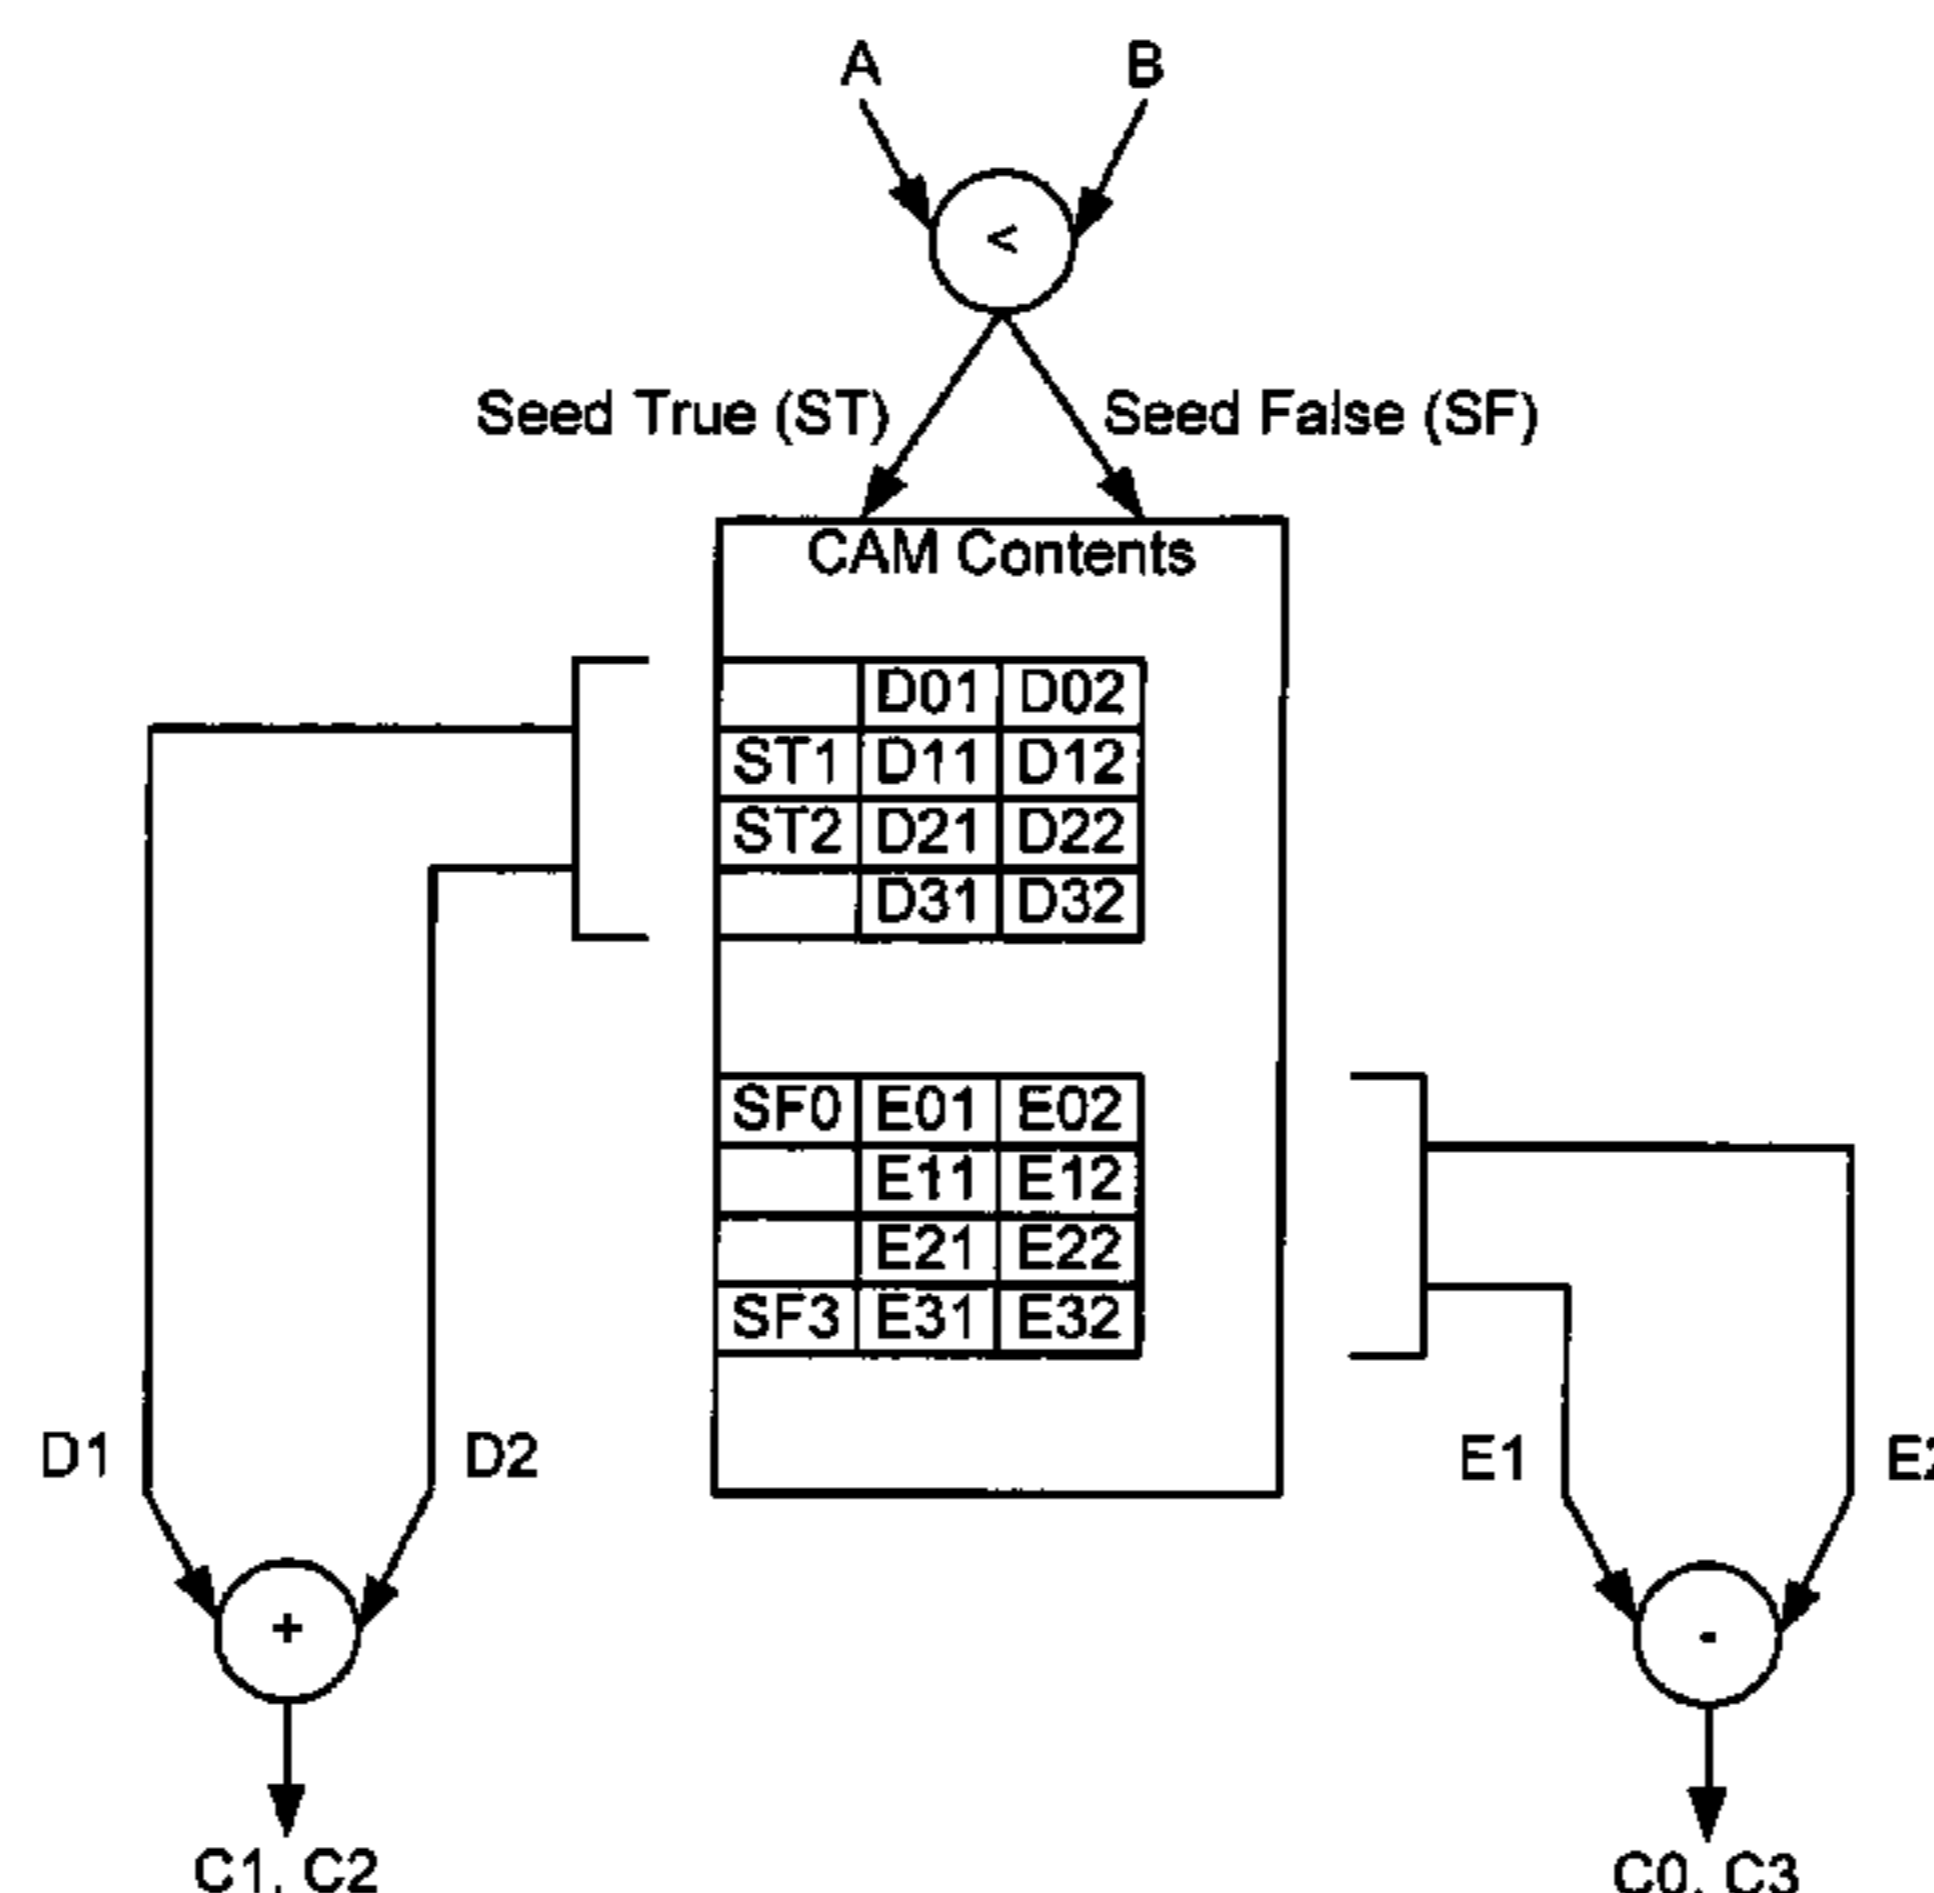 A B
<
Seed True (ST) Seed False (SF)
CAM Contents
D01 D02
ST1 D11 D12
ST2 D21 D22
D31 D32
SF0 E01 E02
E11 E12
E21 E22
SF3 E31 E32
D1 D2 E1 E2
+ -
C1, C2 C0, C3